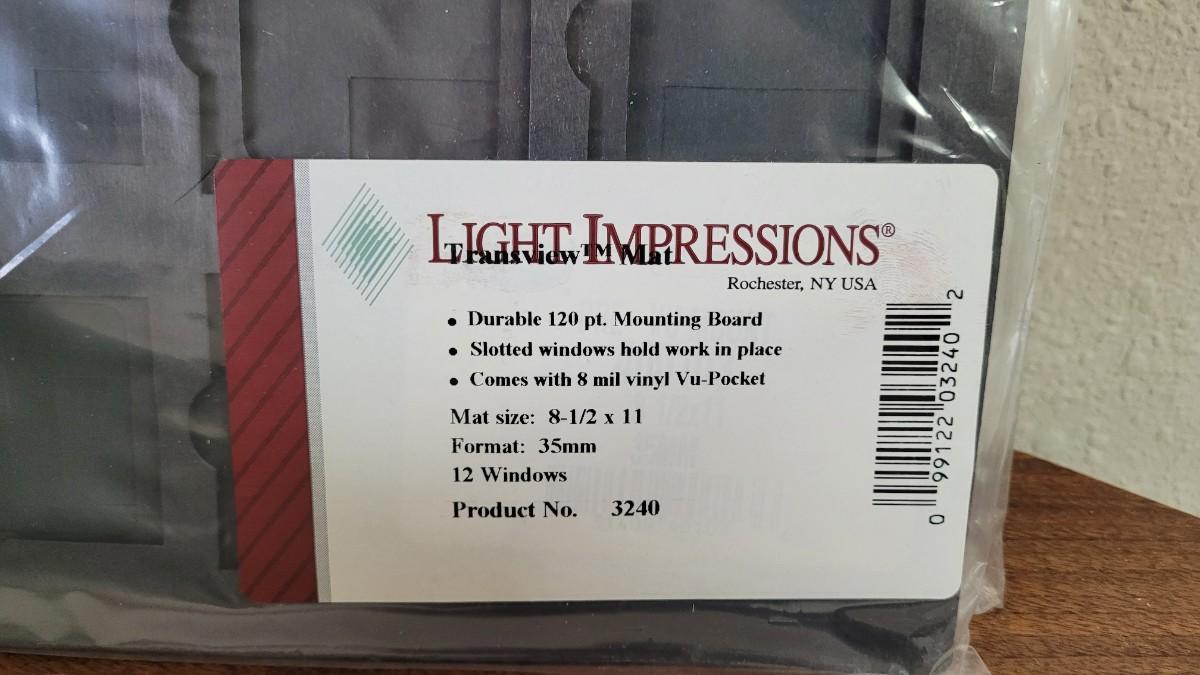 LIGHT IMPRESSIONS®
Transview™ Mat
Rochester, NY USA
• Durable 120 pt. Mounting Board
• Slotted windows hold work in place
• Comes with 8 mil vinyl Vu-Pocket
Mat size: 8-1/2 x 11
Format: 35mm
12 Windows
Product No. 3240
0 99122 03240 2